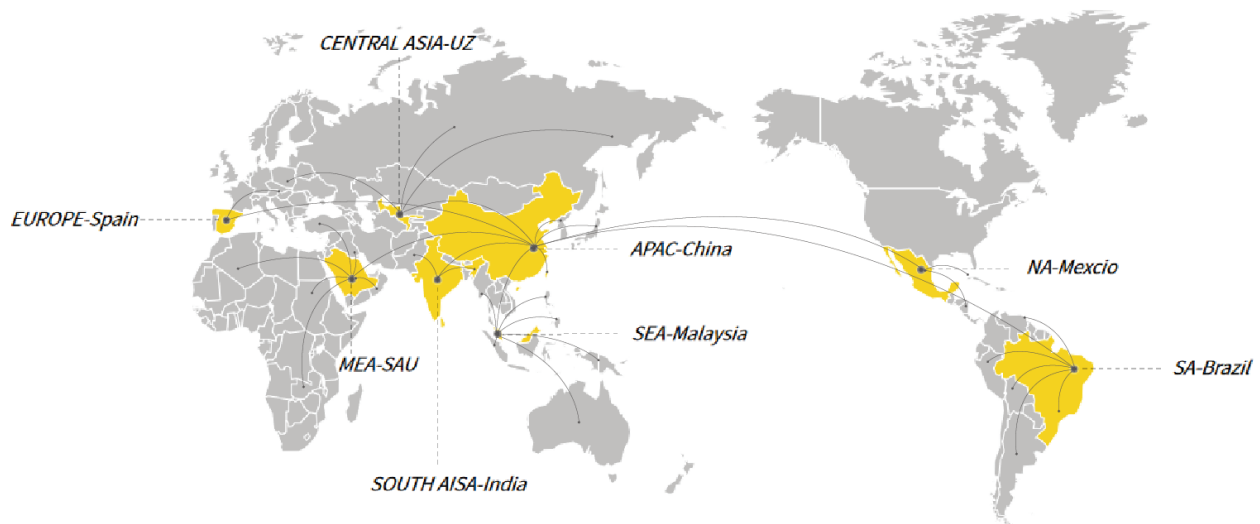 CENTRAL ASIA-UZ
EUROPE-Spain
APAC-China
NA-Mexcio
SEA-Malaysia
MEA-SAU
SA-Brazil
SOUTH AISA-India